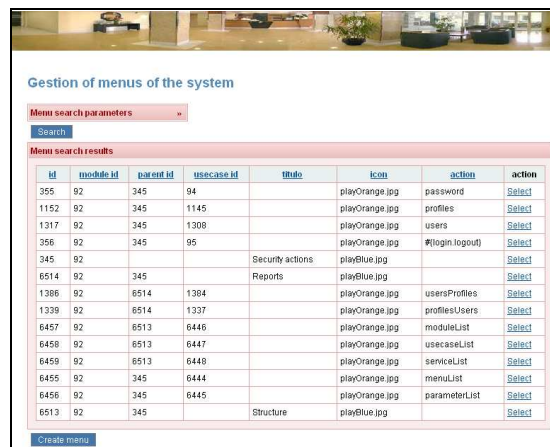 Gestion of menus of the system
Menu search parameters »
Search
Menu search results
id module id parent id usecase id titulo icon action action
355 92 345 94 playOrange.jpg password Select
1152 92 345 1145 playOrange.jpg profiles Select
1317 92 345 1308 playOrange.jpg users Select
356 92 345 95 playOrange.jpg #{login.logout} Select
345 92 Security actions playBlue.jpg Select
6514 92 345 Reports playBlue.jpg Select
1386 92 6514 1384 playOrange.jpg usersProfiles Select
1339 92 6514 1337 playOrange.jpg profilesUsers Select
6457 92 6513 6446 playOrange.jpg moduleList Select
6458 92 6513 6447 playOrange.jpg usecaseList Select
6459 92 6513 6448 playOrange.jpg serviceList Select
6455 92 345 6444 playOrange.jpg menuList Select
6456 92 345 6445 playOrange.jpg parameterList Select
6513 92 345 Structure playBlue.jpg Select
Create menu